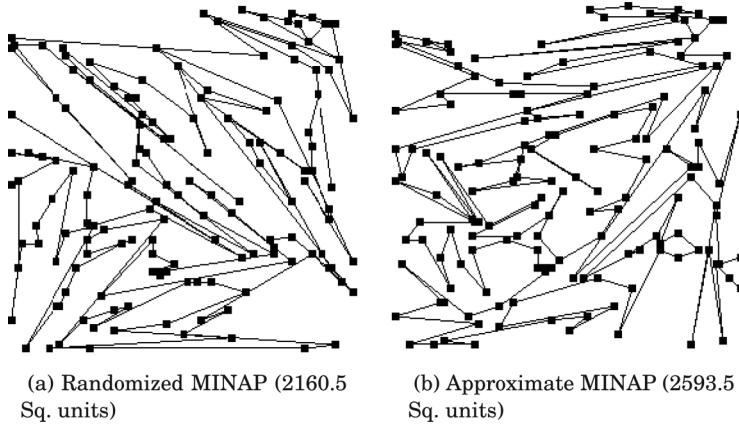 (a) Randomized MINAP (2160.5
Sq. units)
(b) Approximate MINAP (2593.5
Sq. units)